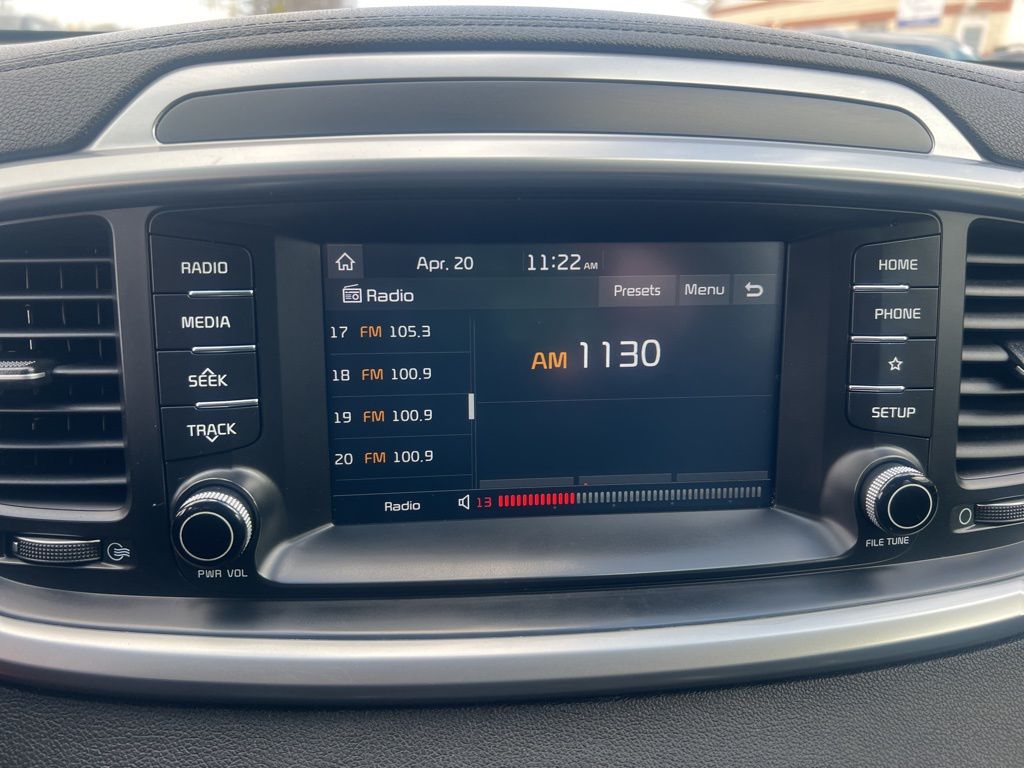 RADIO
MEDIA
SEEK
TRACK
PWR VOL
Apr. 20 11:22 AM
Radio Presets Menu
17 FM 105.3
18 FM 100.9
19 FM 100.9
20 FM 100.9
AM 1130
Radio 13
HOME
PHONE
SETUP
FILE TUNE